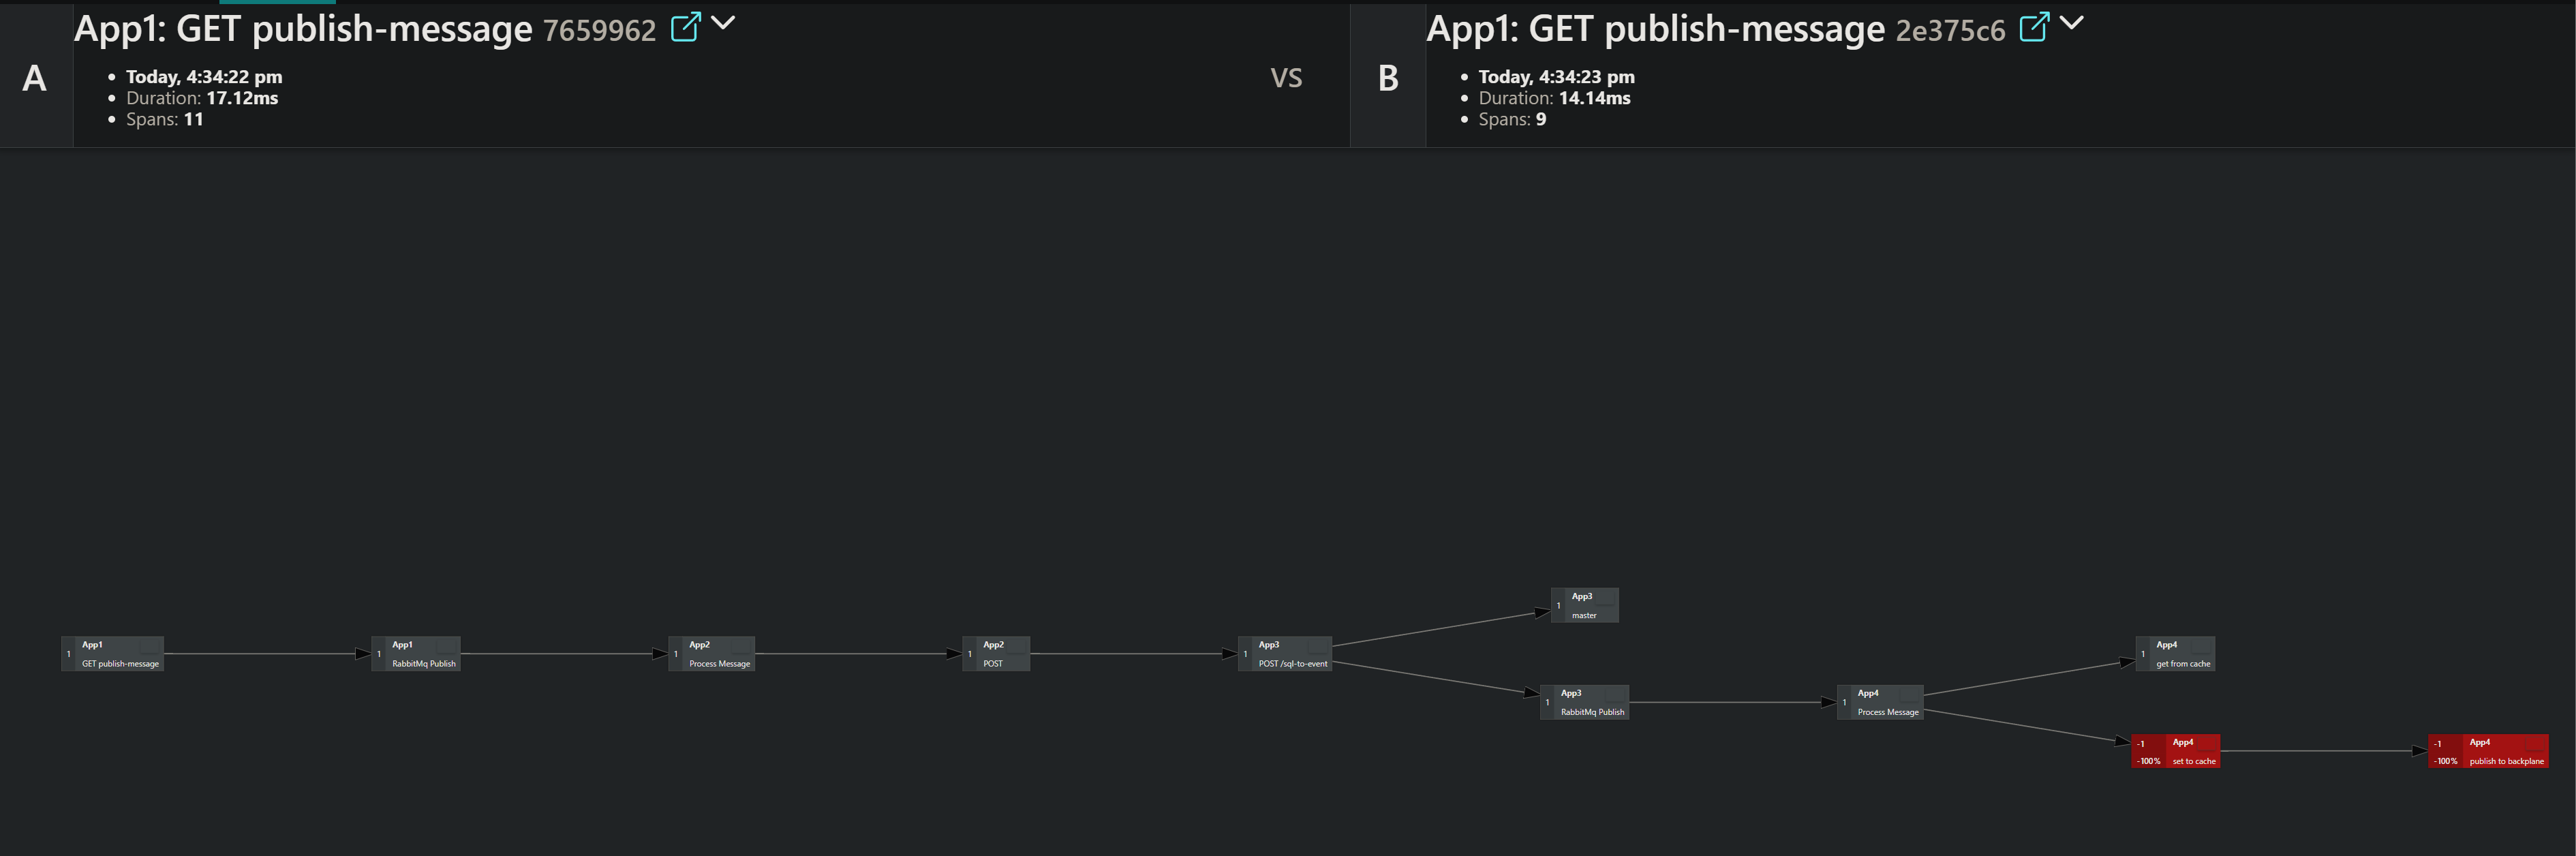 A
App1: GET publish-message 7659962
Today, 4:34:22 pm
Duration: 17.12ms
Spans: 11
VS
B
App1: GET publish-message 2e375c6
Today, 4:34:23 pm
Duration: 14.14ms
Spans: 9
1 App1
GET publish-message
1 App1
RabbitMq Publish
1 App2
Process Message
1 App2
POST
1 App3
POST /sql-to-event
1 App3
master
1 App3
RabbitMq Publish
1 App4
Process Message
1 App4
get from cache
-1 App4
-100% set to cache
-1 App4
-100% publish to backplane